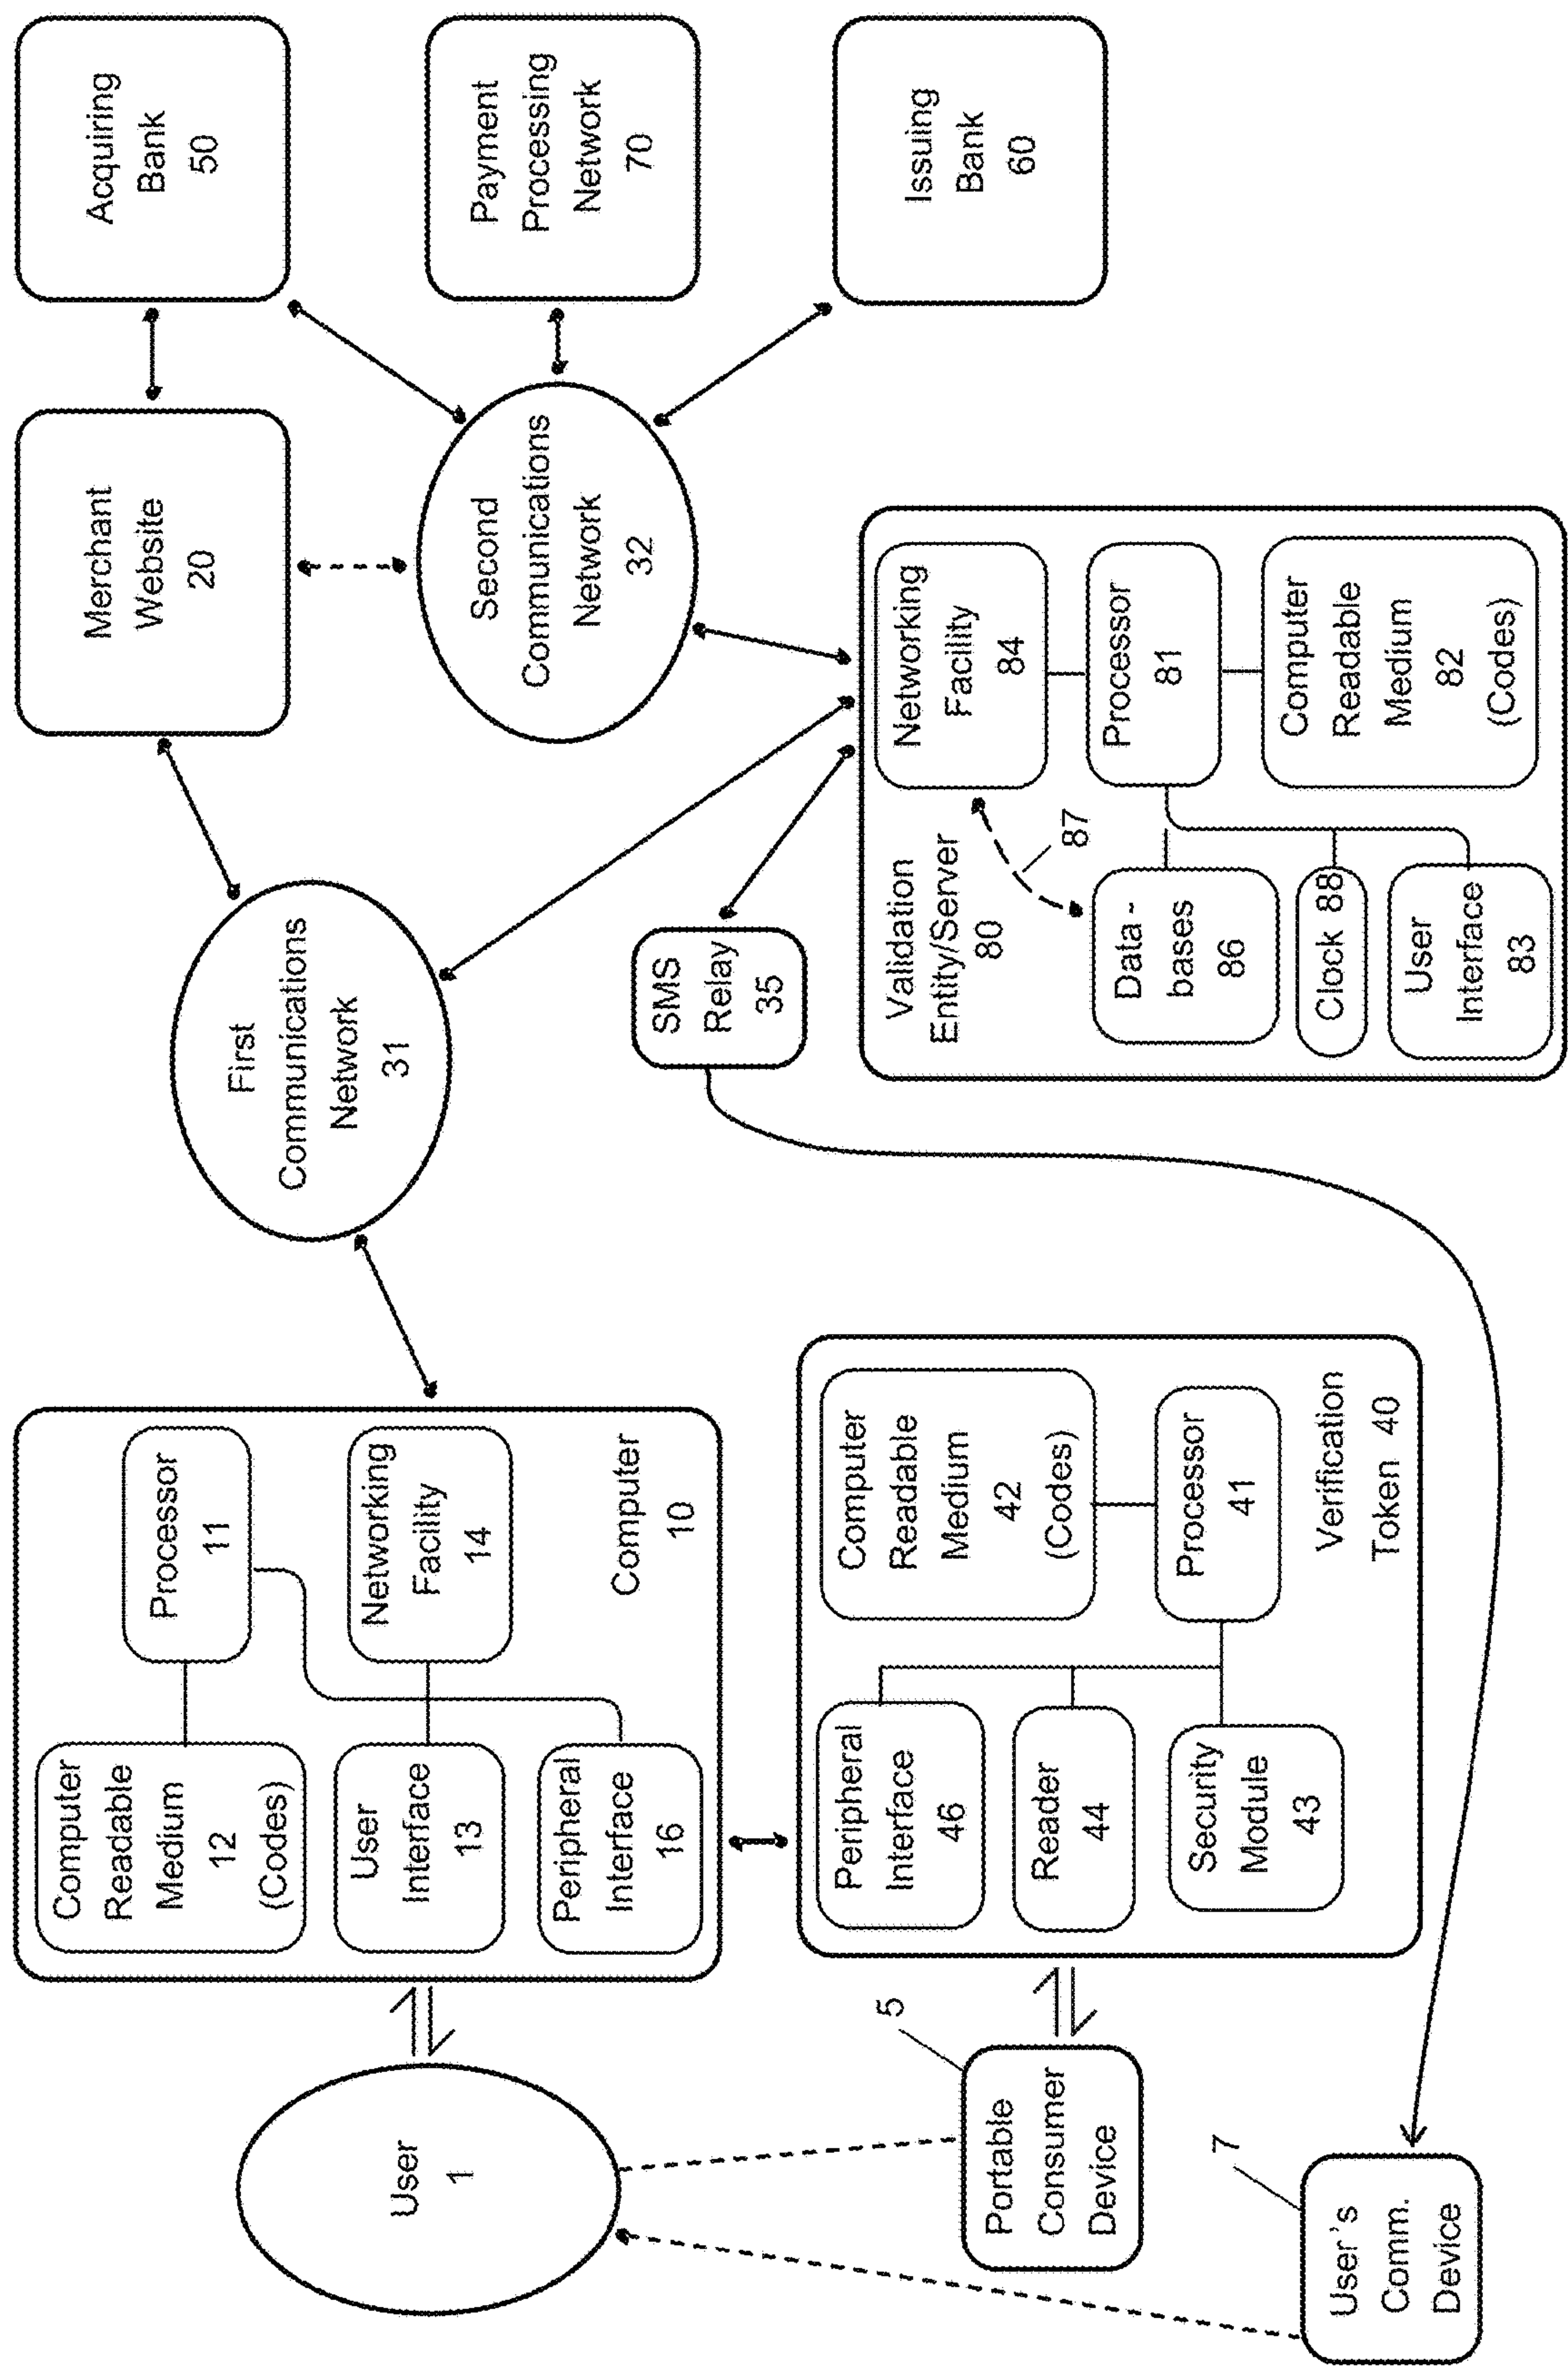 User
1
Computer
Readable
Medium
12
(Codes)
Processor
11
User
Interface
13
Networking
Facility
14
Peripheral
Interface
16
Computer
10
First
Communications
Network
31
Merchant
Website
20
Acquiring
Bank
50
Second
Communications
Network
32
Payment
Processing
Network
70
Issuing
Bank
60
SMS
Relay
35
Portable
Consumer
Device
5
Peripheral
Interface
46
Computer
Readable
Medium
42
(Codes)
Reader
44
Processor
41
Security
Module
43
Verification
Token 40
Validation
Entity/Server
80
Networking
Facility
84
87
Data-
bases
86
Processor
81
Clock 88
User
Interface
83
Computer
Readable
Medium
82
(Codes)
User's
Comm.
Device
7